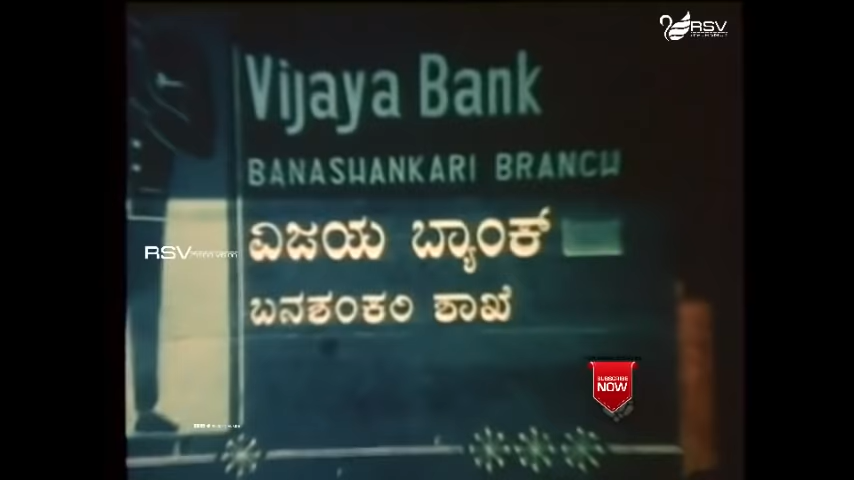 RSV
Vijaya Bank
BANASHANKARI BRANCH
ವಿಜಯ ಬ್ಯಾಂಕ್
RSV
ಬನಶಂಕರಿ ಶಾಖೆ
SUBSCRIBE
NOW